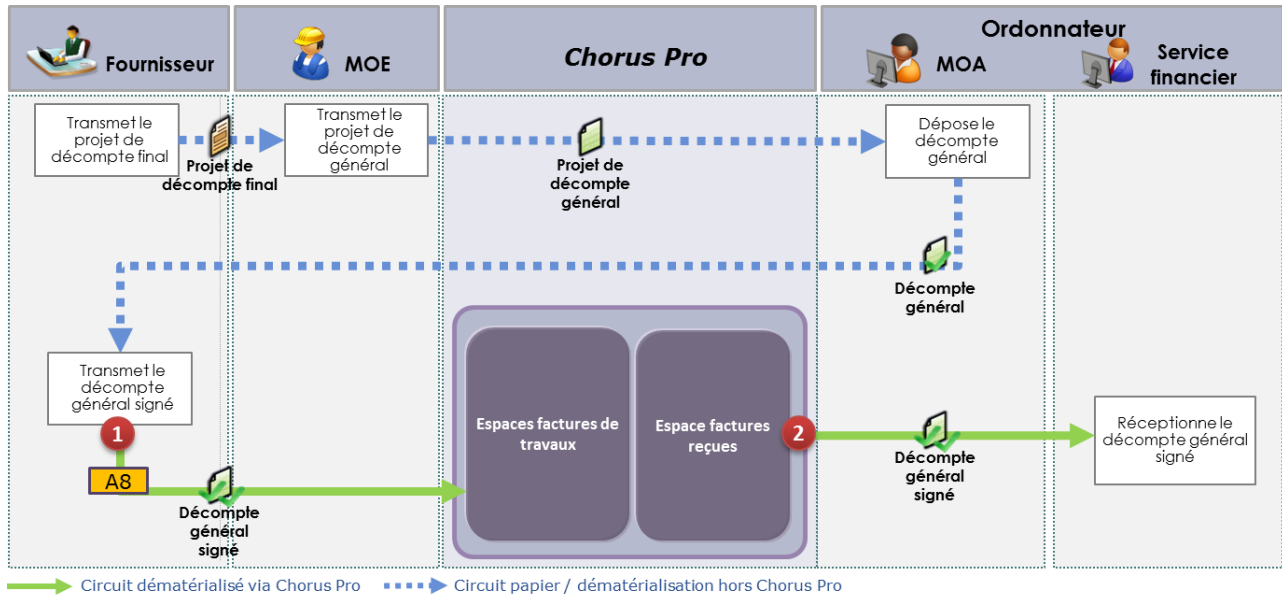 Fournisseur
MOE
Chorus Pro
Ordonnateur
MOA
Service
financier
Transmet le
projet de
décompte final
Projet de
décompte final
Transmet le
projet de
décompte
général
Projet de
décompte
général
Dépose le
décompte
général
Décompte
général
Transmet le
décompte
général signé
1
A8
Décompte
général
signé
Espaces factures de
travaux
Espace factures
reçues
2
Décompte
général
signé
Réceptionne le
décompte général
signé
Circuit dématérialisé via Chorus Pro
Circuit papier / dématérialisation hors Chorus Pro